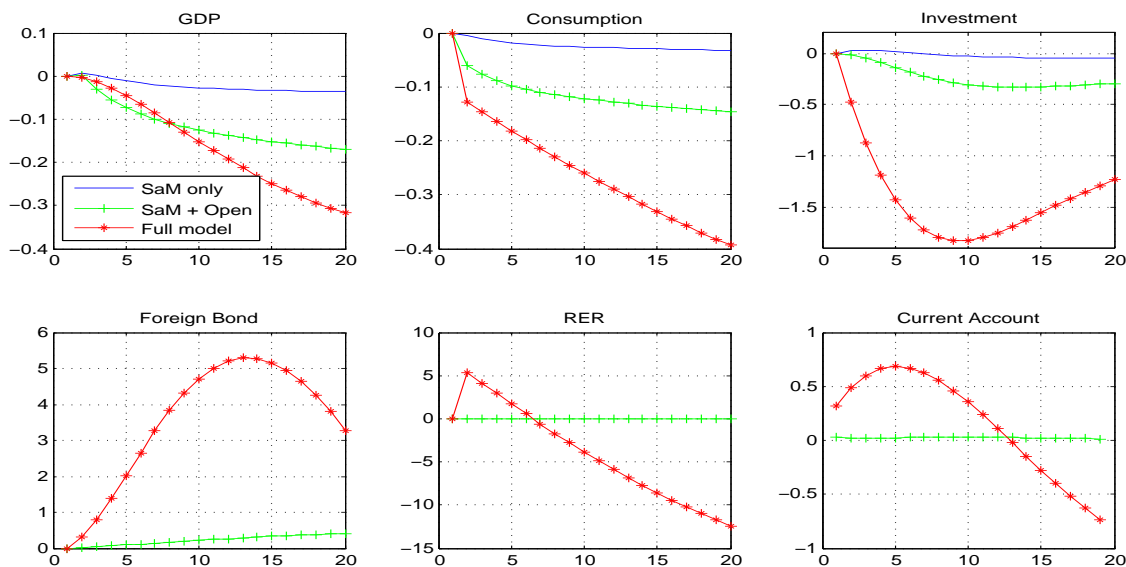 GDP
0.1
0
−0.1
−0.2
−0.3
−0.4
0 5 10 15 20
SaM only
SaM + Open
Full model
Consumption
0
−0.1
−0.2
−0.3
−0.4
0 5 10 15 20
Investment
0
−0.5
−1
−1.5
0 5 10 15 20
Foreign Bond
6
5
4
3
2
1
0
0 5 10 15 20
RER
10
5
0
−5
−10
−15
0 5 10 15 20
Current Account
1
0.5
0
−0.5
−1
0 5 10 15 20